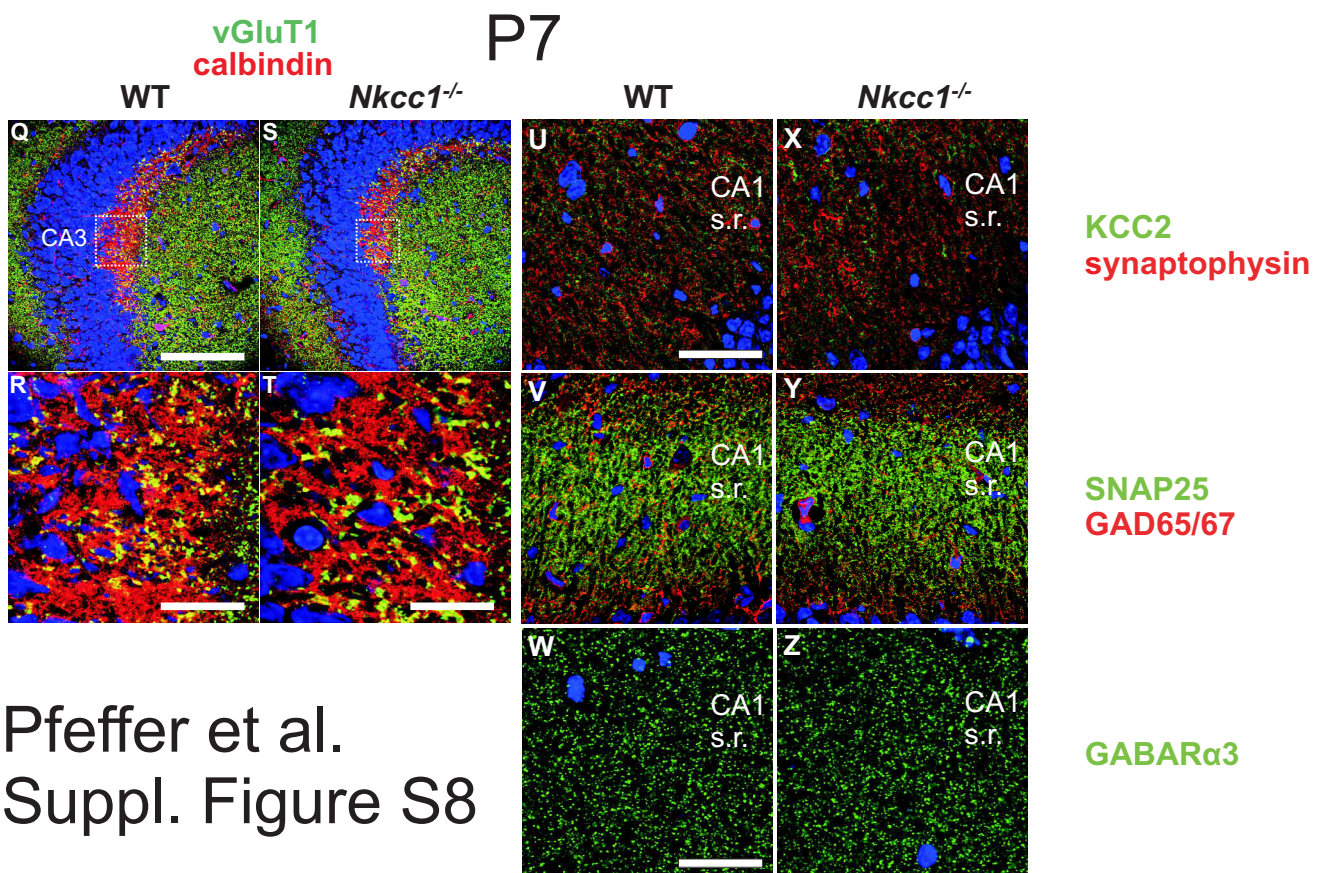 vGluT1
calbindin
P7
WT
Nkcc1-/-
WT
Nkcc1-/-
Q
CA3
S
R
T
U
CA1
s.r.
X
CA1
s.r.
KCC2
synaptophysin
V
CA1
s.r.
Y
CA1
s.r.
SNAP25
GAD65/67
W
CA1
s.r.
Z
CA1
s.r.
GABARα3
Pfeffer et al.
Suppl. Figure S8